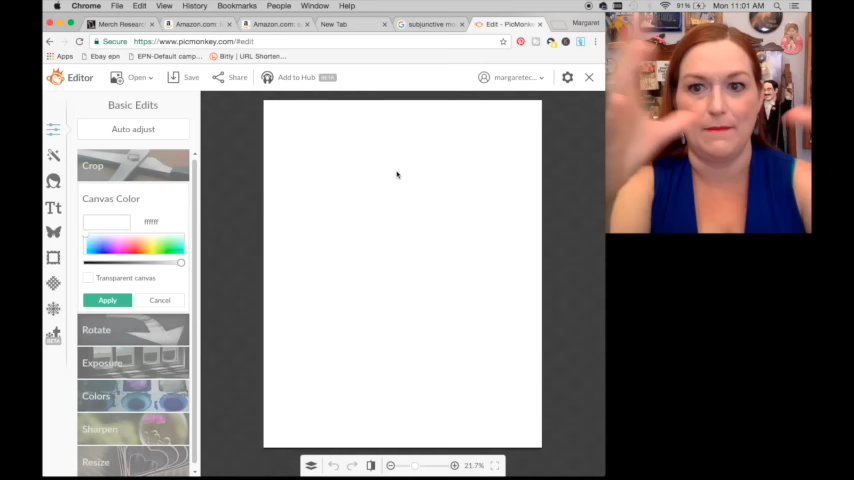 Chrome File Edit View History Bookmarks People Window Help 91% Mon 11:01 AM
Merch Resear Amazon.com: Amazon.com: New Tab subjunctive mo Edit - PicMonkey Margaret
Secure https://www.picmonkey.com/#edit
Apps Ebay epn EPN-Default camp... Bitly | URL Shorten...
Editor Open Save Share Add to Hub margaretec...
Basic Edits
Auto adjust
Crop
Canvas Color
ffffff
Transparent canvas
Apply Cancel
Rotate
Exposure
Colors
Sharpen
Resize
Tt
BETA
21.7%